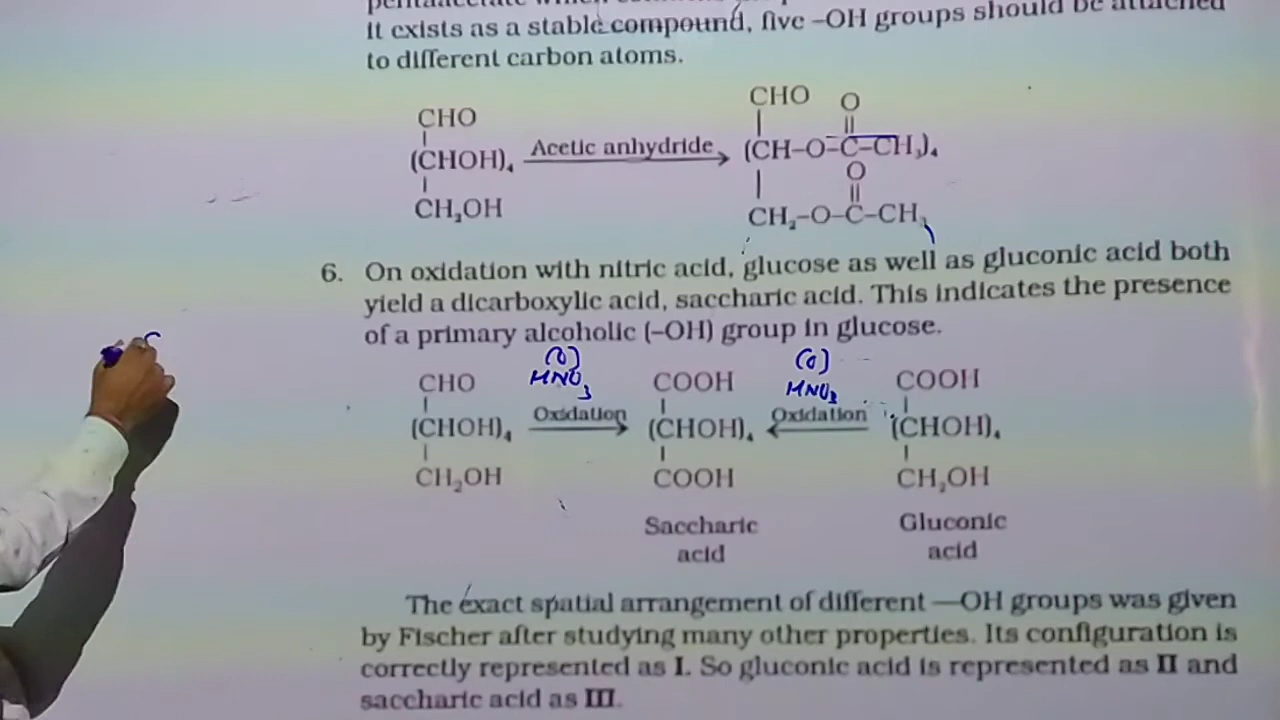 it exists as a stable compound, five –OH groups should be attached
to different carbon atoms.
CHO
(CHOH)₄
CH₂OH
Acetic anhydride
CHO O
(CH–O–C–CH₃)₄
O
CH₂–O–C–CH₃
6. On oxidation with nitric acid, glucose as well as gluconic acid both
yield a dicarboxylic acid, saccharic acid. This indicates the presence
of a primary alcoholic (–OH) group in glucose.
CHO
(CHOH)₄
CH₂OH
(O)
HNO₃
Oxidation
COOH
(CHOH)₄
COOH
Saccharic
acid
(O)
HNO₃
Oxidation
COOH
(CHOH)₄
CH₂OH
Gluconic
acid
The exact spatial arrangement of different —OH groups was given
by Fischer after studying many other properties. Its configuration is
correctly represented as I. So gluconic acid is represented as II and
saccharic acid as III.